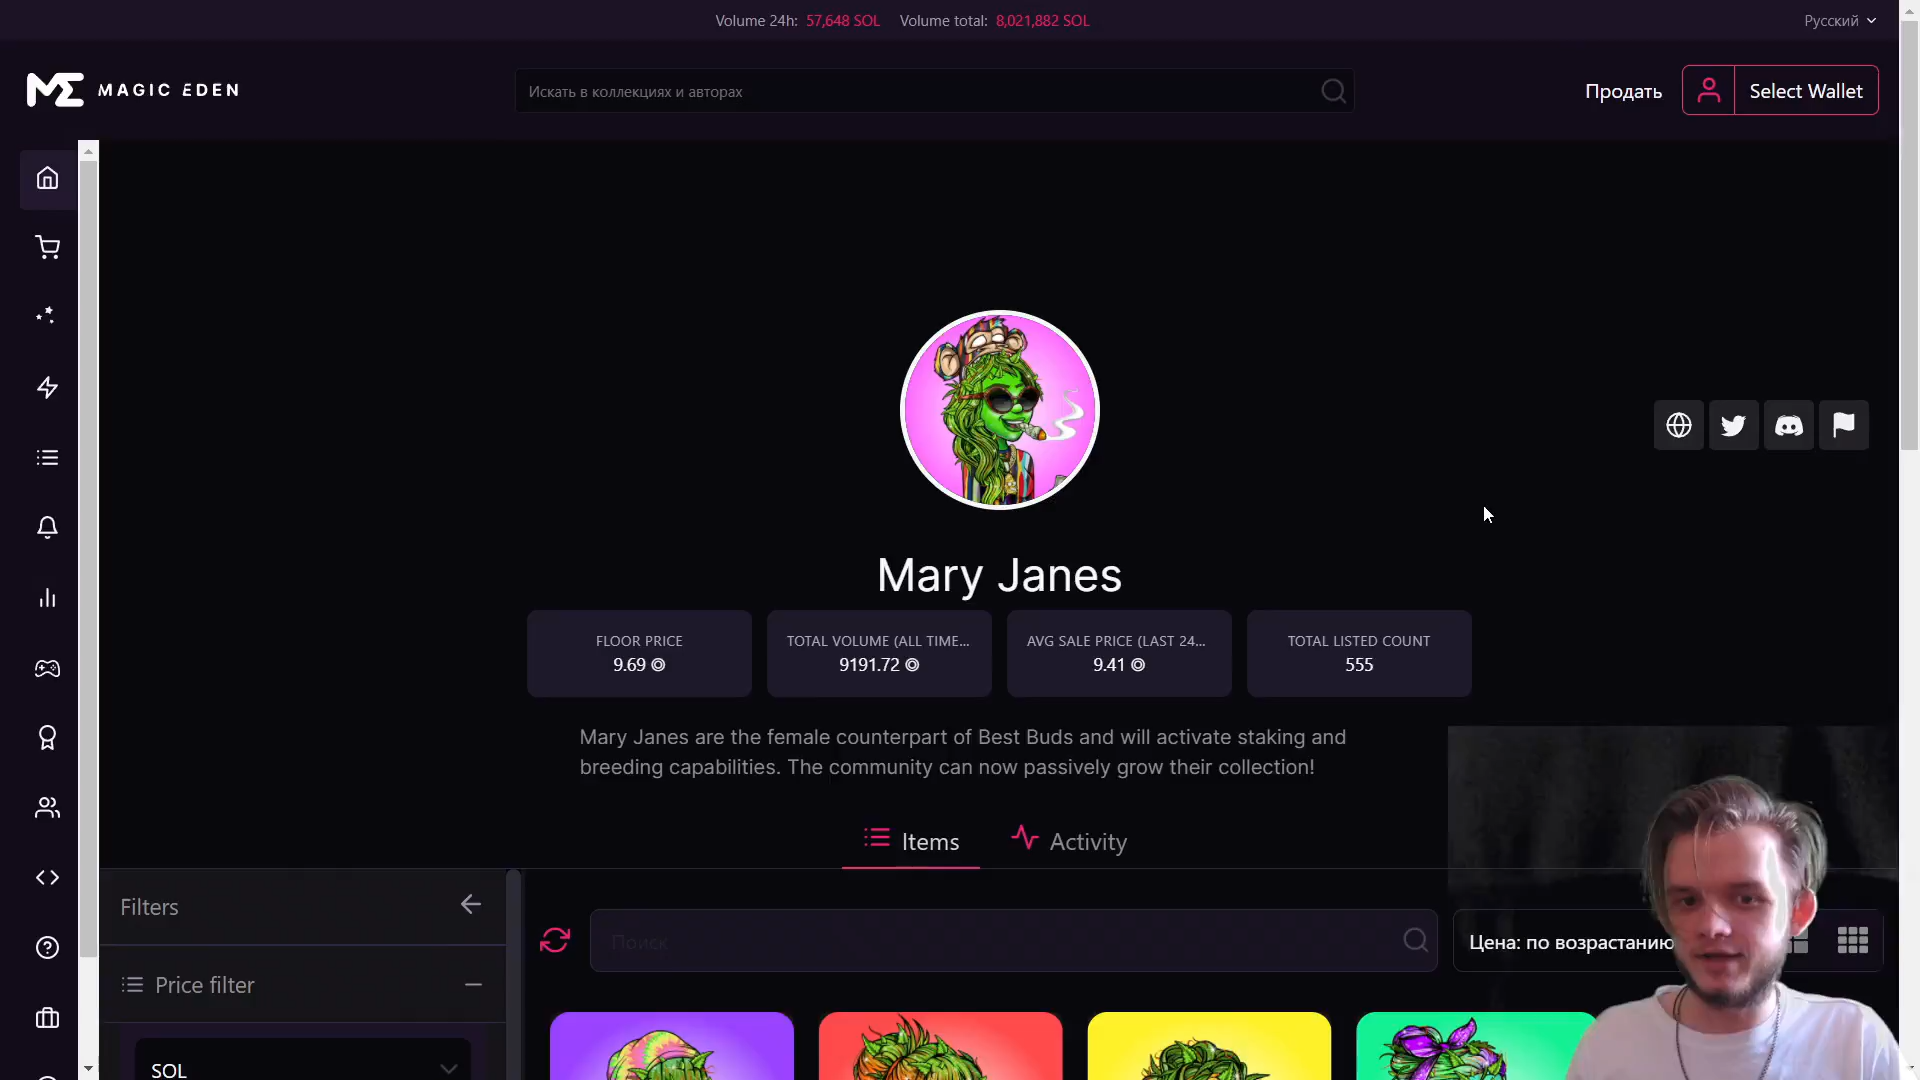 Volume 24h: 57,648 SOL Volume total: 8,021,882 SOL
Русский
MAGIC EDEN
Искать в коллекциях и авторах
Продать
Select Wallet
Mary Janes
FLOOR PRICE
9.69
TOTAL VOLUME (ALL TIME...
9191.72
AVG SALE PRICE (LAST 24...
9.41
TOTAL LISTED COUNT
555
Mary Janes are the female counterpart of Best Buds and will activate staking and
breeding capabilities. The community can now passively grow their collection!
Items
Activity
Filters
Поиск
Цена: по возрастанию
Price filter
SOL